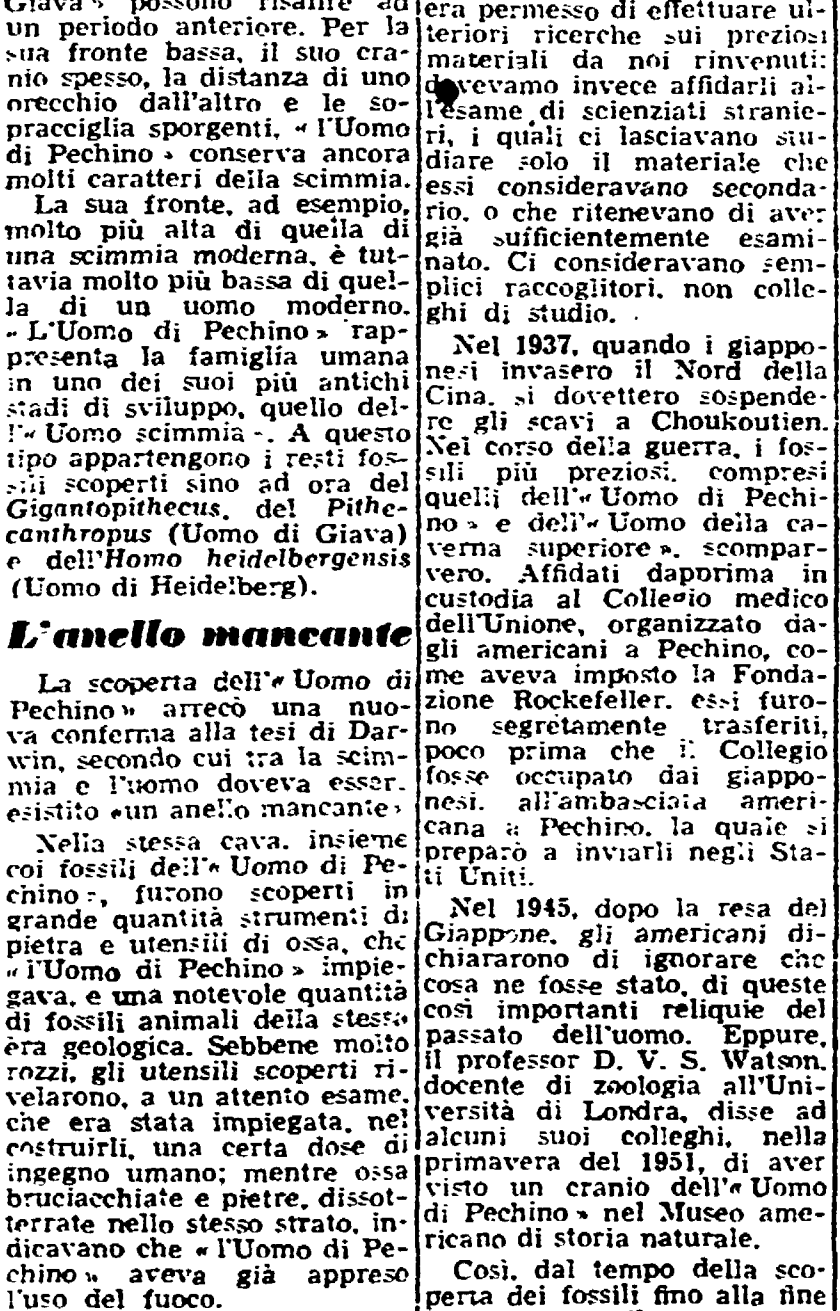 Giava » possono risalire ad
un periodo anteriore. Per la
sua fronte bassa, il suo cra-
nio spesso, la distanza di uno
orecchio dall'altro e le so-
pracciglia sporgenti, « l'Uomo
di Pechino » conserva ancora
molti caratteri della scimmia.
La sua fronte, ad esempio,
molto più alta di quella di
una scimmia moderna, è tut-
tavia molto più bassa di quel-
la di un uomo moderno.
« L'Uomo di Pechino » rap-
presenta la famiglia umana
in uno dei suoi più antichi
stadi di sviluppo, quello del-
l'« Uomo scimmia ». A questo
tipo appartengono i resti fos-
sili scoperti sino ad ora del
Gigantopithecus, del Pithe-
canthropus (Uomo di Giava)
e dell'Homo heidelbergensis
(Uomo di Heidelberg).
L'anello mancante
La scoperta dell'« Uomo di
Pechino » arrecò una nuo-
va conferma alla tesi di Dar-
win, secondo cui tra la scim-
mia e l'uomo doveva esser.
esistito «un anello mancante»
Nella stessa cava, insieme
coi fossili dell'« Uomo di Pe-
chino », furono scoperti in
grande quantità strumenti di
pietra e utensili di ossa, che
« l'Uomo di Pechino » impie-
gava, e una notevole quantità
di fossili animali della stessa
èra geologica. Sebbene molto
rozzi, gli utensili scoperti ri-
velarono, a un attento esame,
che era stata impiegata, nel
costruirli, una certa dose di
ingegno umano; mentre ossa
bruciacchiate e pietre, dissot-
terrate nello stesso strato, in-
dicavano che « l'Uomo di Pe-
chino » aveva già appreso
l'uso del fuoco.
era permesso di effettuare ul-
teriori ricerche sui preziosi
materiali da noi rinvenuti:
dovevamo invece affidarli al-
l'esame di scienziati stranie-
ri, i quali ci lasciavano stu-
diare solo il materiale che
essi consideravano seconda-
rio, o che ritenevano di aver
già sufficientemente esami-
nato. Ci consideravano sem-
plici raccoglitori, non colle-
ghi di studio.
Nel 1937, quando i giappo-
nesi invasero il Nord della
Cina, si dovettero sospende-
re gli scavi a Choukoutien.
Nel corso della guerra, i fos-
sili più preziosi, compresi
quelli dell'« Uomo di Pechi-
no » e dell'« Uomo della ca-
verna superiore », scompar-
vero. Affidati dapprima in
custodia al Collegio medico
dell'Unione, organizzato da-
gli americani a Pechino, co-
me aveva imposto la Fonda-
zione Rockefeller, essi furo-
no segretamente trasferiti,
poco prima che il Collegio
fosse occupato dai giappo-
nesi, all'ambasciata ameri-
cana a Pechino, la quale si
preparò a inviarli negli Sta-
ti Uniti.
Nel 1945, dopo la resa del
Giappone, gli americani di-
chiararono di ignorare che
cosa ne fosse stato, di queste
così importanti reliquie del
passato dell'uomo. Eppure,
il professor D. V. S. Watson,
docente di zoologia all'Uni-
versità di Londra, disse ad
alcuni suoi colleghi, nella
primavera del 1951, di aver
visto un cranio dell'« Uomo
di Pechino » nel Museo ame-
ricano di storia naturale.
Così, dal tempo della sco-
perta dei fossili fino alla fine